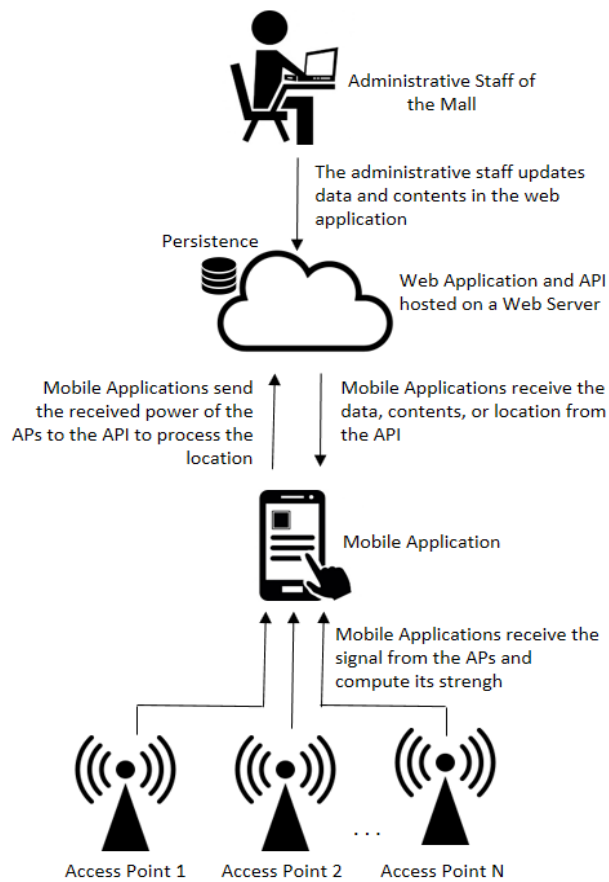 Administrative Staff of
the Mall
The administrative staff updates
data and contents in the web
application
Persistence
Web Application and API
hosted on a Web Server
Mobile Applications send
the received power of the
APs to the API to process the
location
Mobile Applications receive the
data, contents, or location from
the API
Mobile Application
Mobile Applications receive the
signal from the APs and
compute its strengh
. . .
Access Point 1
Access Point 2
Access Point N